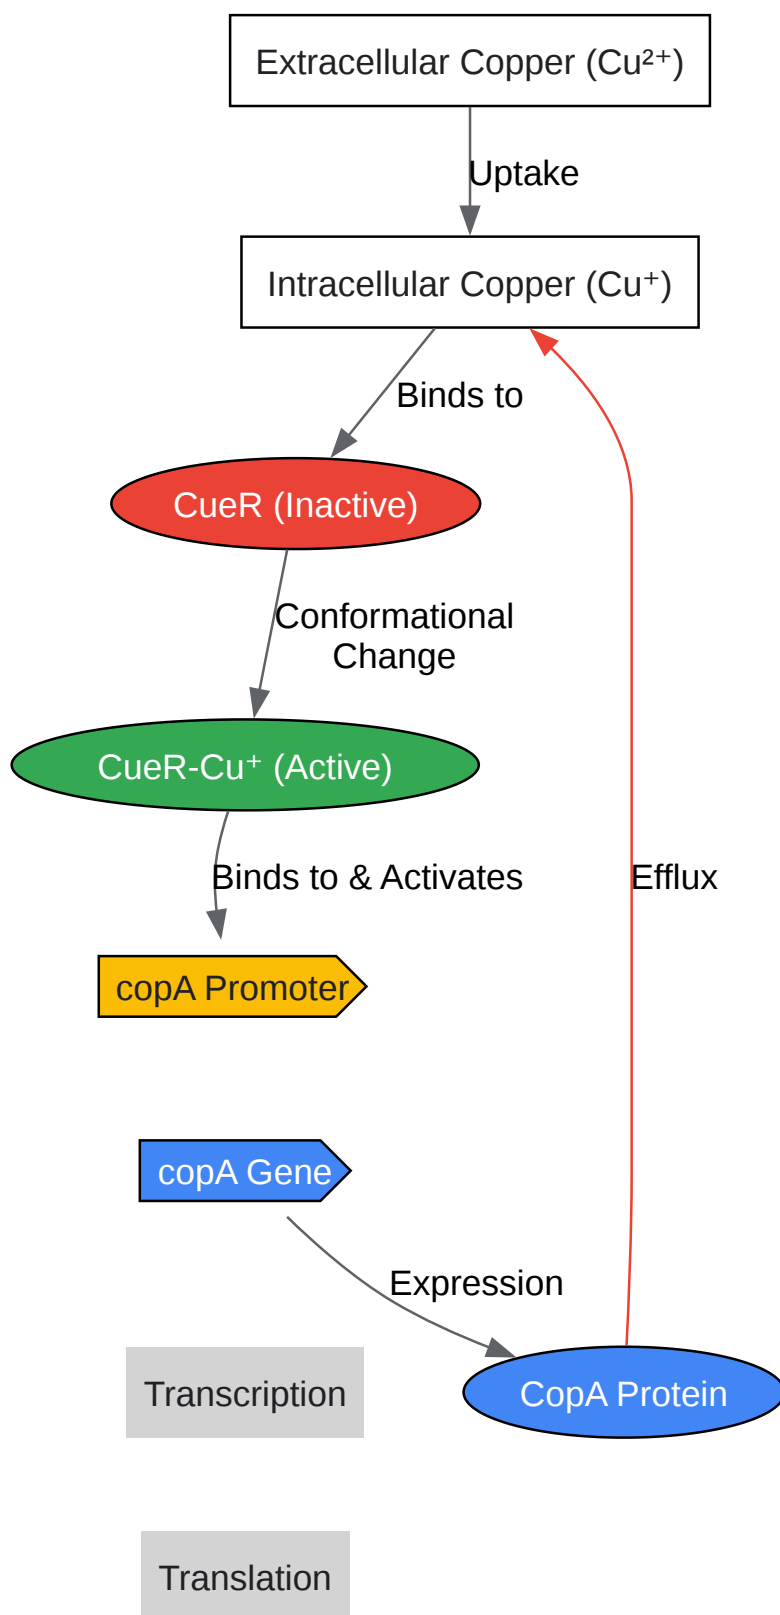 Extracellular Copper (Cu²⁺)
Uptake
Intracellular Copper (Cu⁺)
Binds to
CueR (Inactive)
Conformational
Change
CueR-Cu⁺ (Active)
Binds to & Activates
Efflux
copA Promoter
copA Gene
Expression
Transcription
CopA Protein
Translation